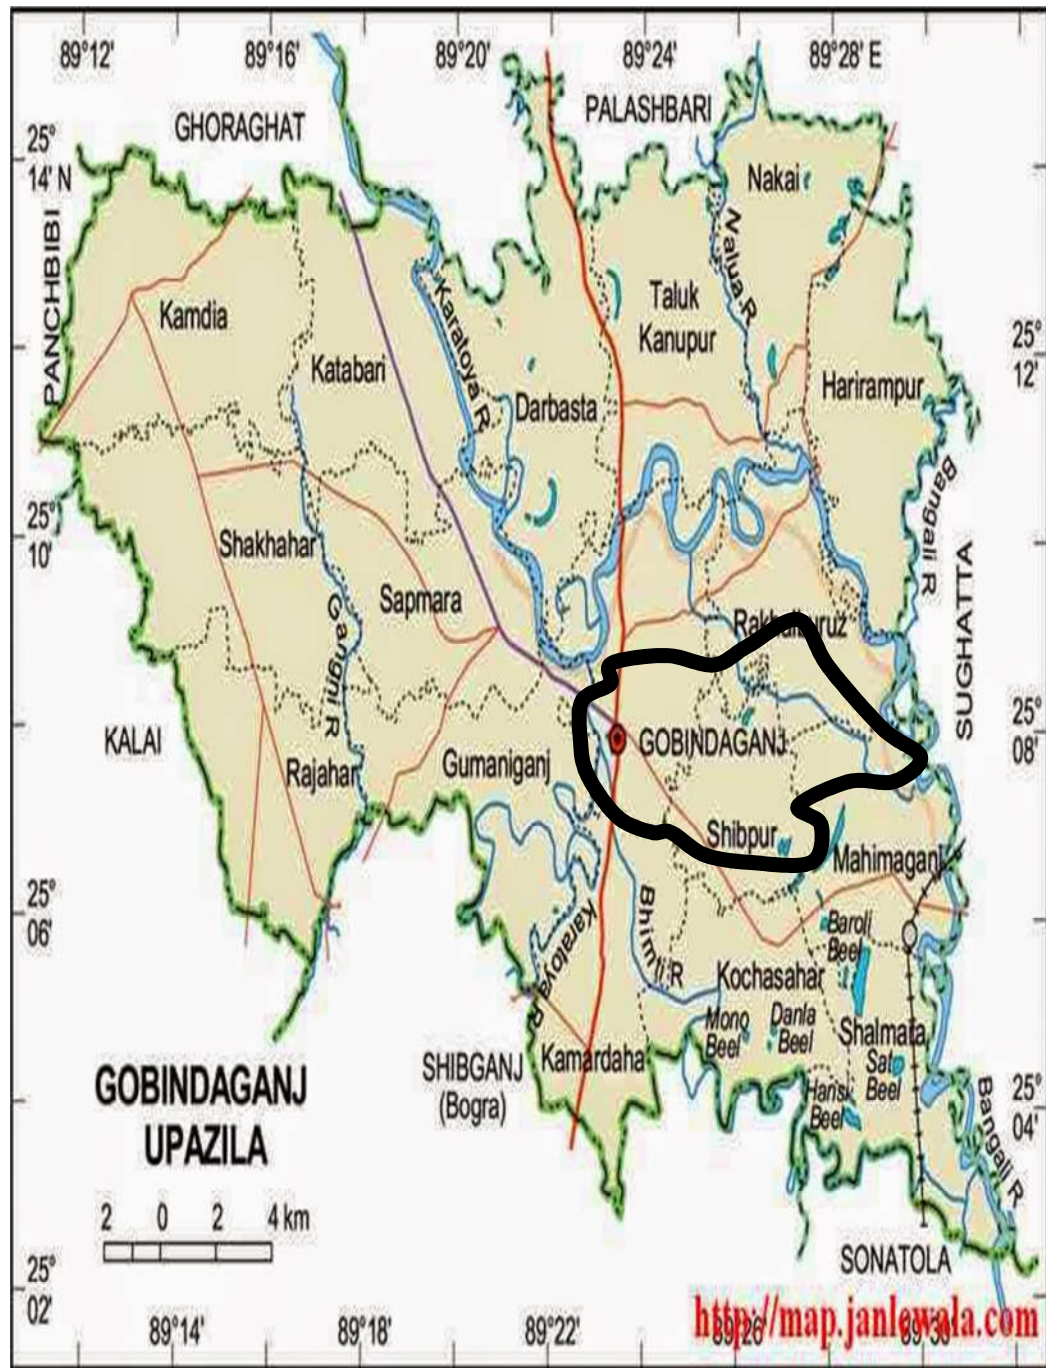 89°12'
89°16'
89°20'
89°24'
89°28' E
GHORAGHAT
PALASHBARI
25°
14' N
Nakai
PANCHBIBI
Nalua R
Kamdia
Karatoya R
Taluk
Kanupur
25°
12'
Katabari
Darbasta
Harirampur
Bangali R
25°
10'
Shakhahar
Sapmara
SUGHATTA
Gangni R
KALAI
Rajahar
Gumaniganj
GOBINDAGANJ
25°
08'
Shibpur
Mahimaganj
25°
06'
Karatoya R
Bhimti R
Baroli
Beel
Kochasahar
Mono
Beel
Danla
Beel
Shalmara
Sat
Beel
SHIBGANJ
(Bogra)
Kamardaha
Beel
25°
04'
Bangali R
GOBINDAGANJ
UPAZILA
2 0 2 4 km
SONATOLA
25°
02'
http://map.janlewala.com
89°14'
89°18'
89°22'